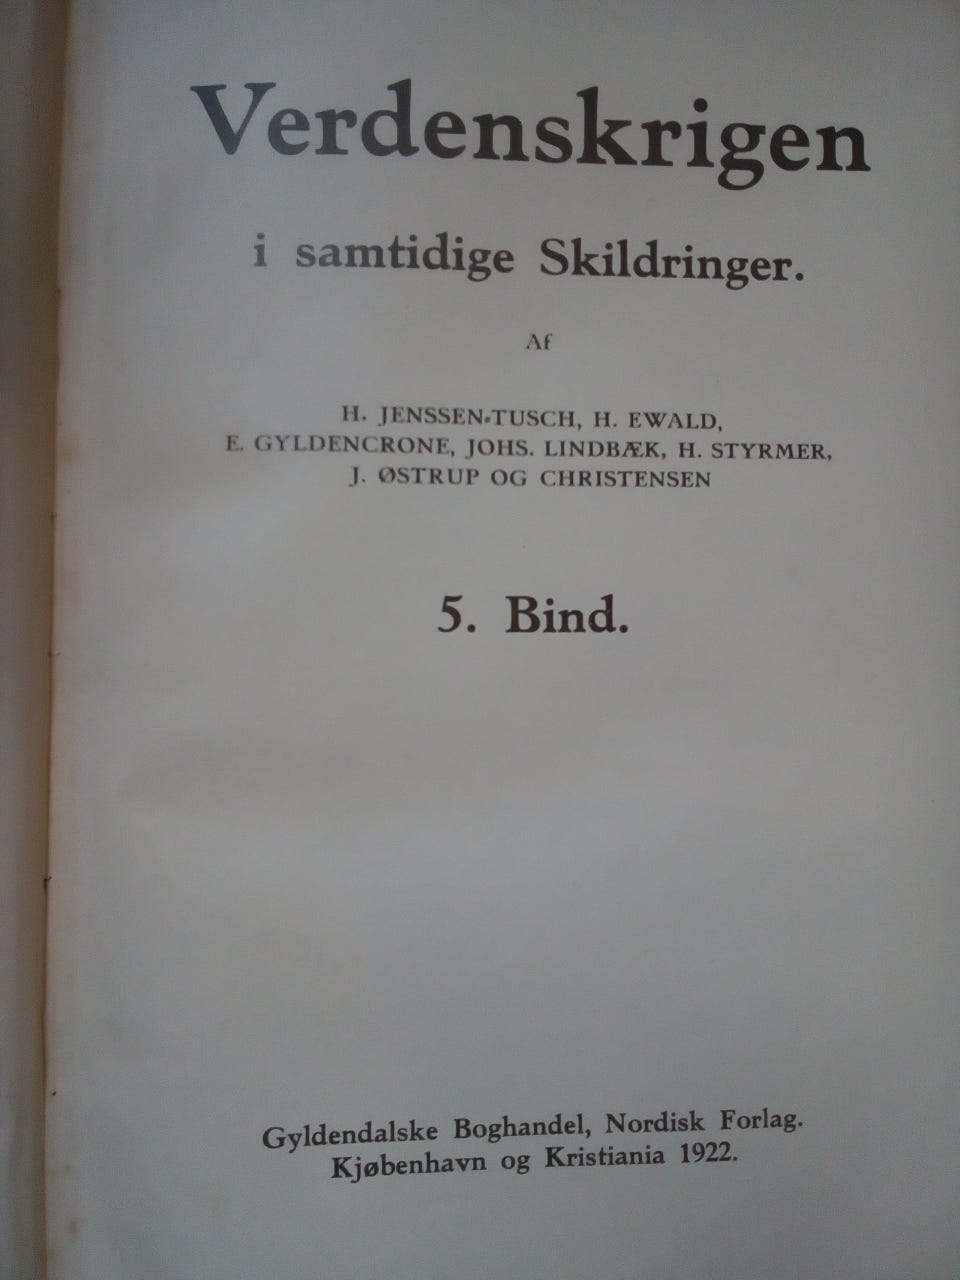 Verdenskrigen
i samtidige Skildringer.
Af
H. JENSSEN-TUSCH, H. EWALD,
E. GYLDENCRONE, JOHS. LINDBÆK, H. STYRMER,
J. ØSTRUP OG CHRISTENSEN
5. Bind.
Gyldendalske Boghandel, Nordisk Forlag.
Kjøbenhavn og Kristiania 1922.